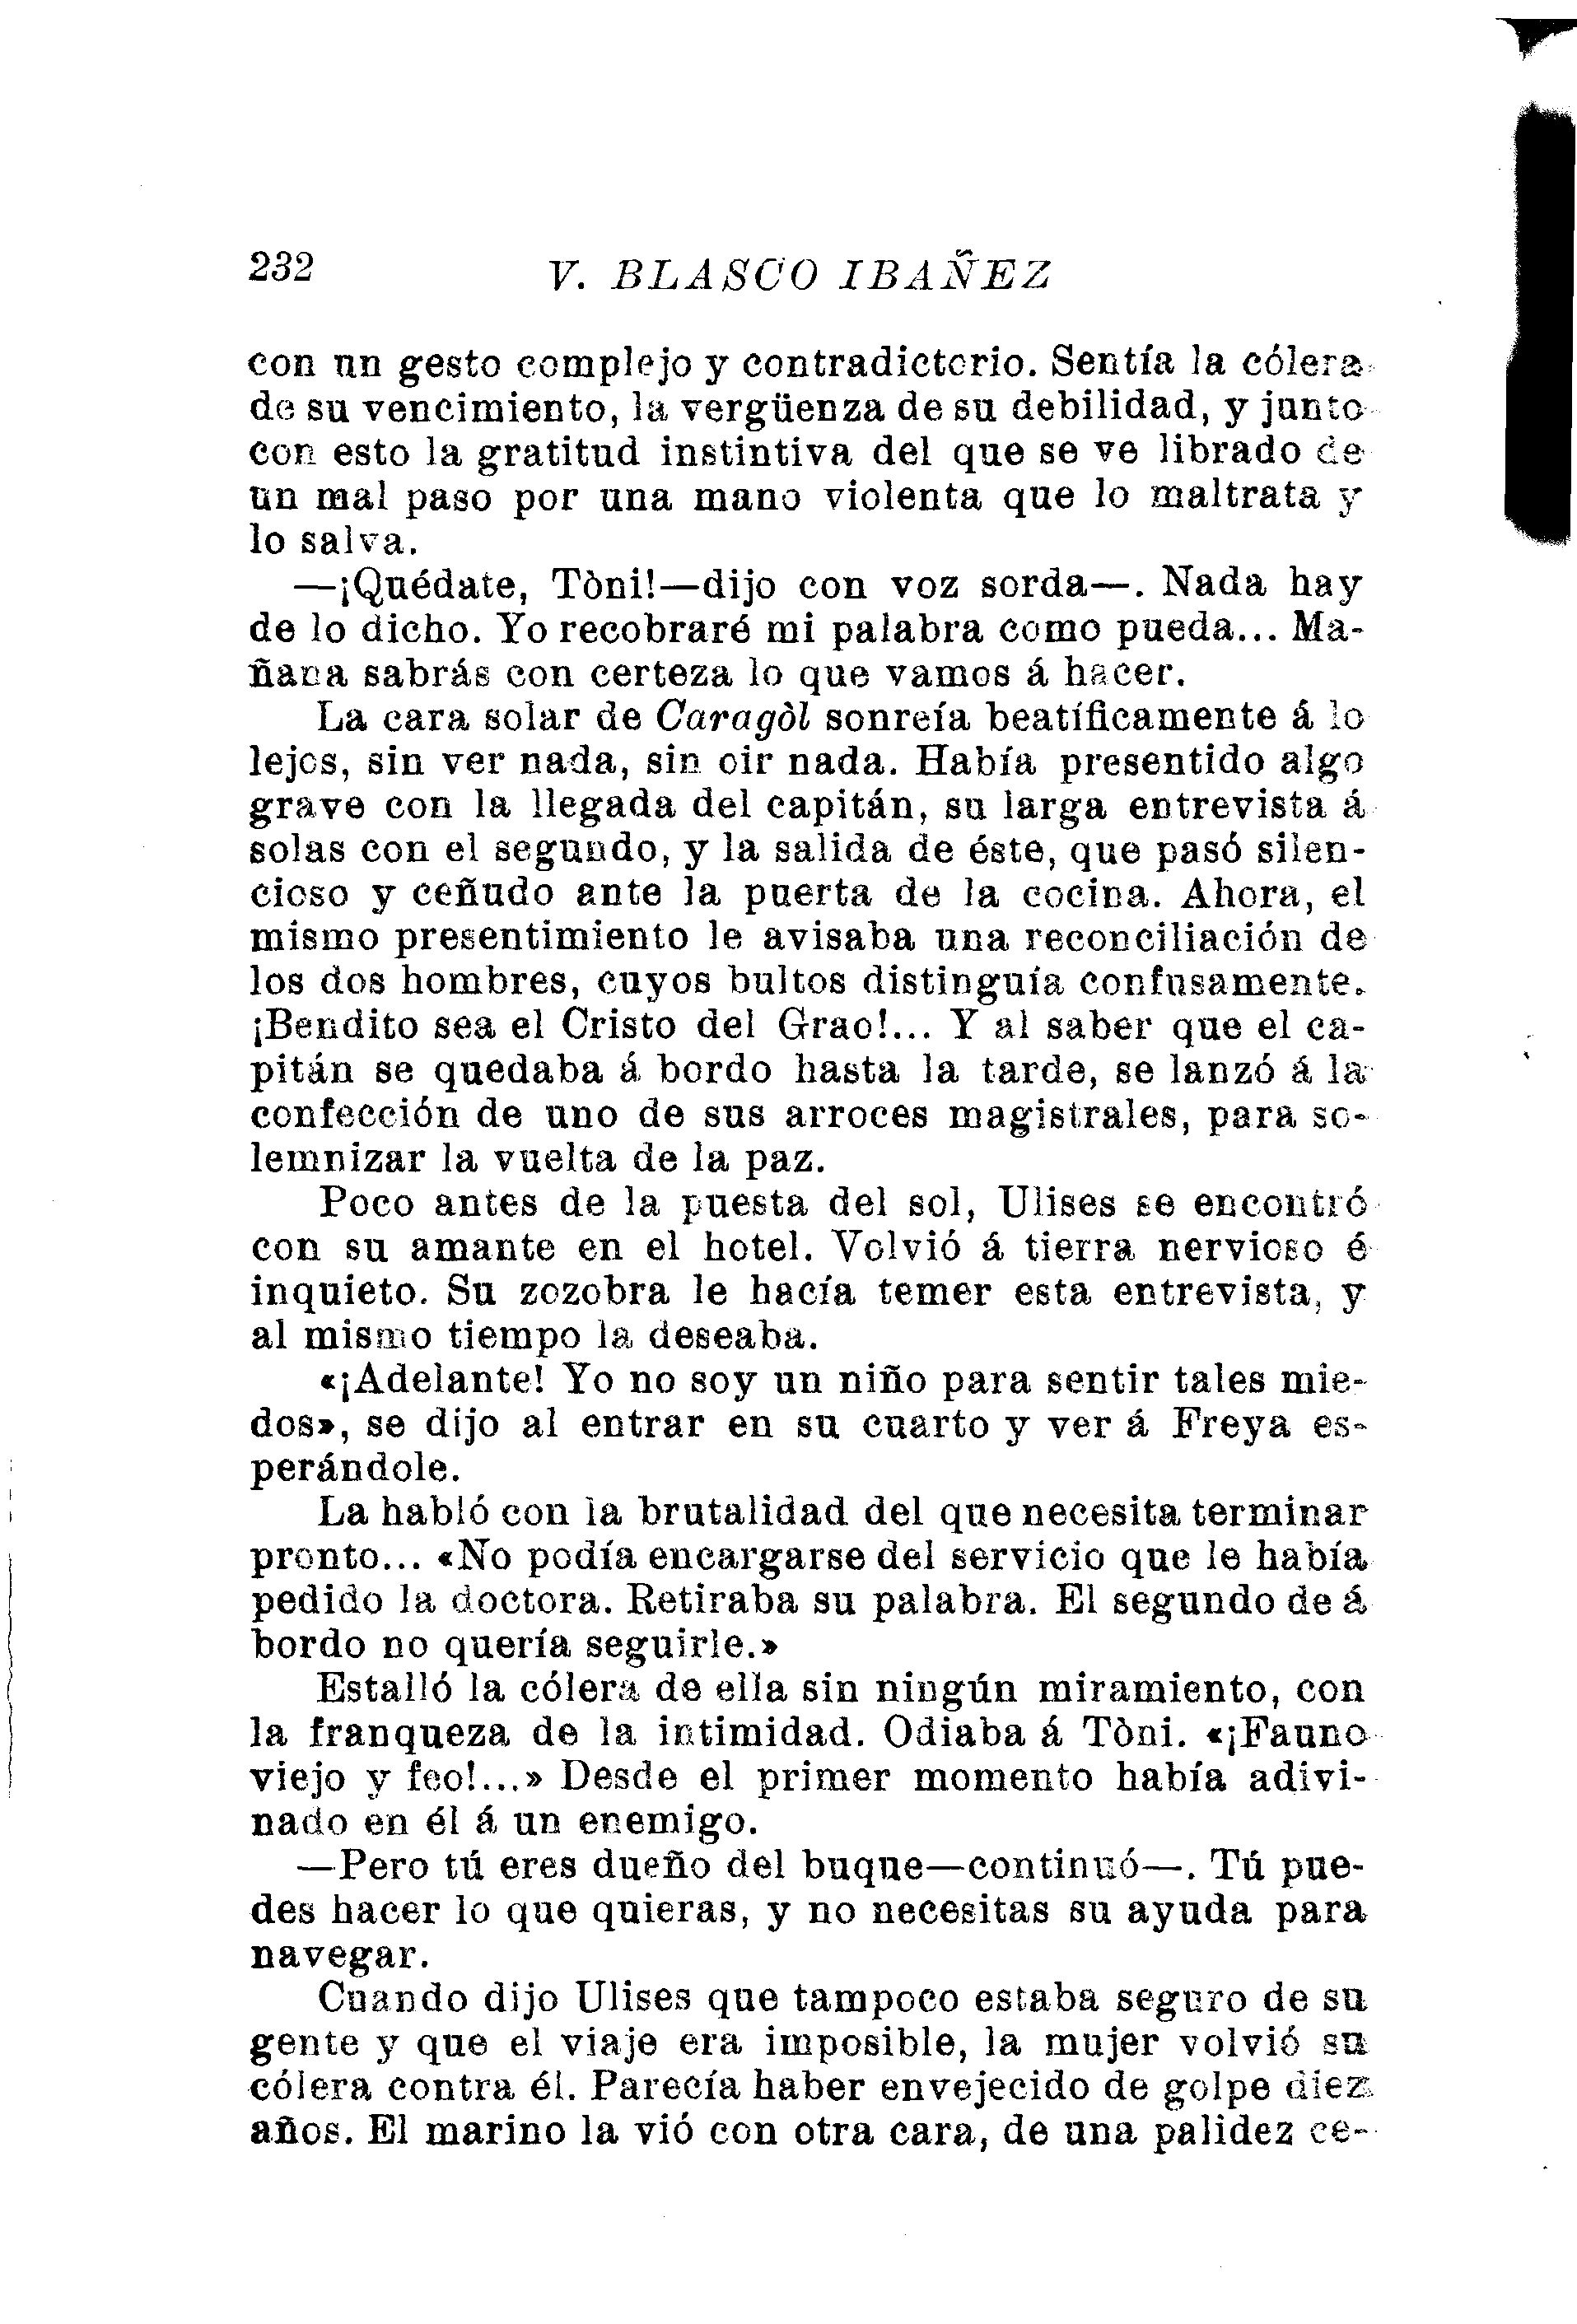 232
V. BLASCO IBAÑEZ
con un gesto complejo y contradictorio. Sentía la cólera
de su vencimiento, la vergüenza de su debilidad, y junto
con esto la gratitud instintiva del que se ve librado de
un mal paso por una mano violenta que lo maltrata y
lo salva.
—¡Quédate, Tòni!—dijo con voz sorda—. Nada hay
de lo dicho. Yo recobraré mi palabra como pueda... Ma-
ñana sabrás con certeza lo que vamos á hacer.
La cara solar de Caragòl sonreía beatíficamente á lo
lejos, sin ver nada, sin oir nada. Había presentido algo
grave con la llegada del capitán, su larga entrevista á
solas con el segundo, y la salida de éste, que pasó silen-
cioso y ceñudo ante la puerta de la cocina. Ahora, el
mismo presentimiento le avisaba una reconciliación de
los dos hombres, cuyos bultos distinguía confusamente.
¡Bendito sea el Cristo del Grao!... Y al saber que el ca-
pitán se quedaba á bordo hasta la tarde, se lanzó á la
confección de uno de sus arroces magistrales, para so-
lemnizar la vuelta de la paz.
Poco antes de la puesta del sol, Ulises se encontró
con su amante en el hotel. Volvió á tierra nervioso é
inquieto. Su zozobra le hacía temer esta entrevista, y
al mismo tiempo la deseaba.
«¡Adelante! Yo no soy un niño para sentir tales mie-
dos», se dijo al entrar en su cuarto y ver á Freya es-
perándole.
La habló con la brutalidad del que necesita terminar
pronto... «No podía encargarse del servicio que le había
pedido la doctora. Retiraba su palabra. El segundo de á
bordo no quería seguirle.»
Estalló la cólera de ella sin ningún miramiento, con
la franqueza de la intimidad. Odiaba á Tòni. «¡Fauno
viejo y feo!...» Desde el primer momento había adivi-
nado en él á un enemigo.
—Pero tú eres dueño del buque—continuó—. Tú pue-
des hacer lo que quieras, y no necesitas su ayuda para
navegar.
Cuando dijo Ulises que tampoco estaba seguro de su
gente y que el viaje era imposible, la mujer volvió su
cólera contra él. Parecía haber envejecido de golpe diez
años. El marino la vió con otra cara, de una palidez ce-